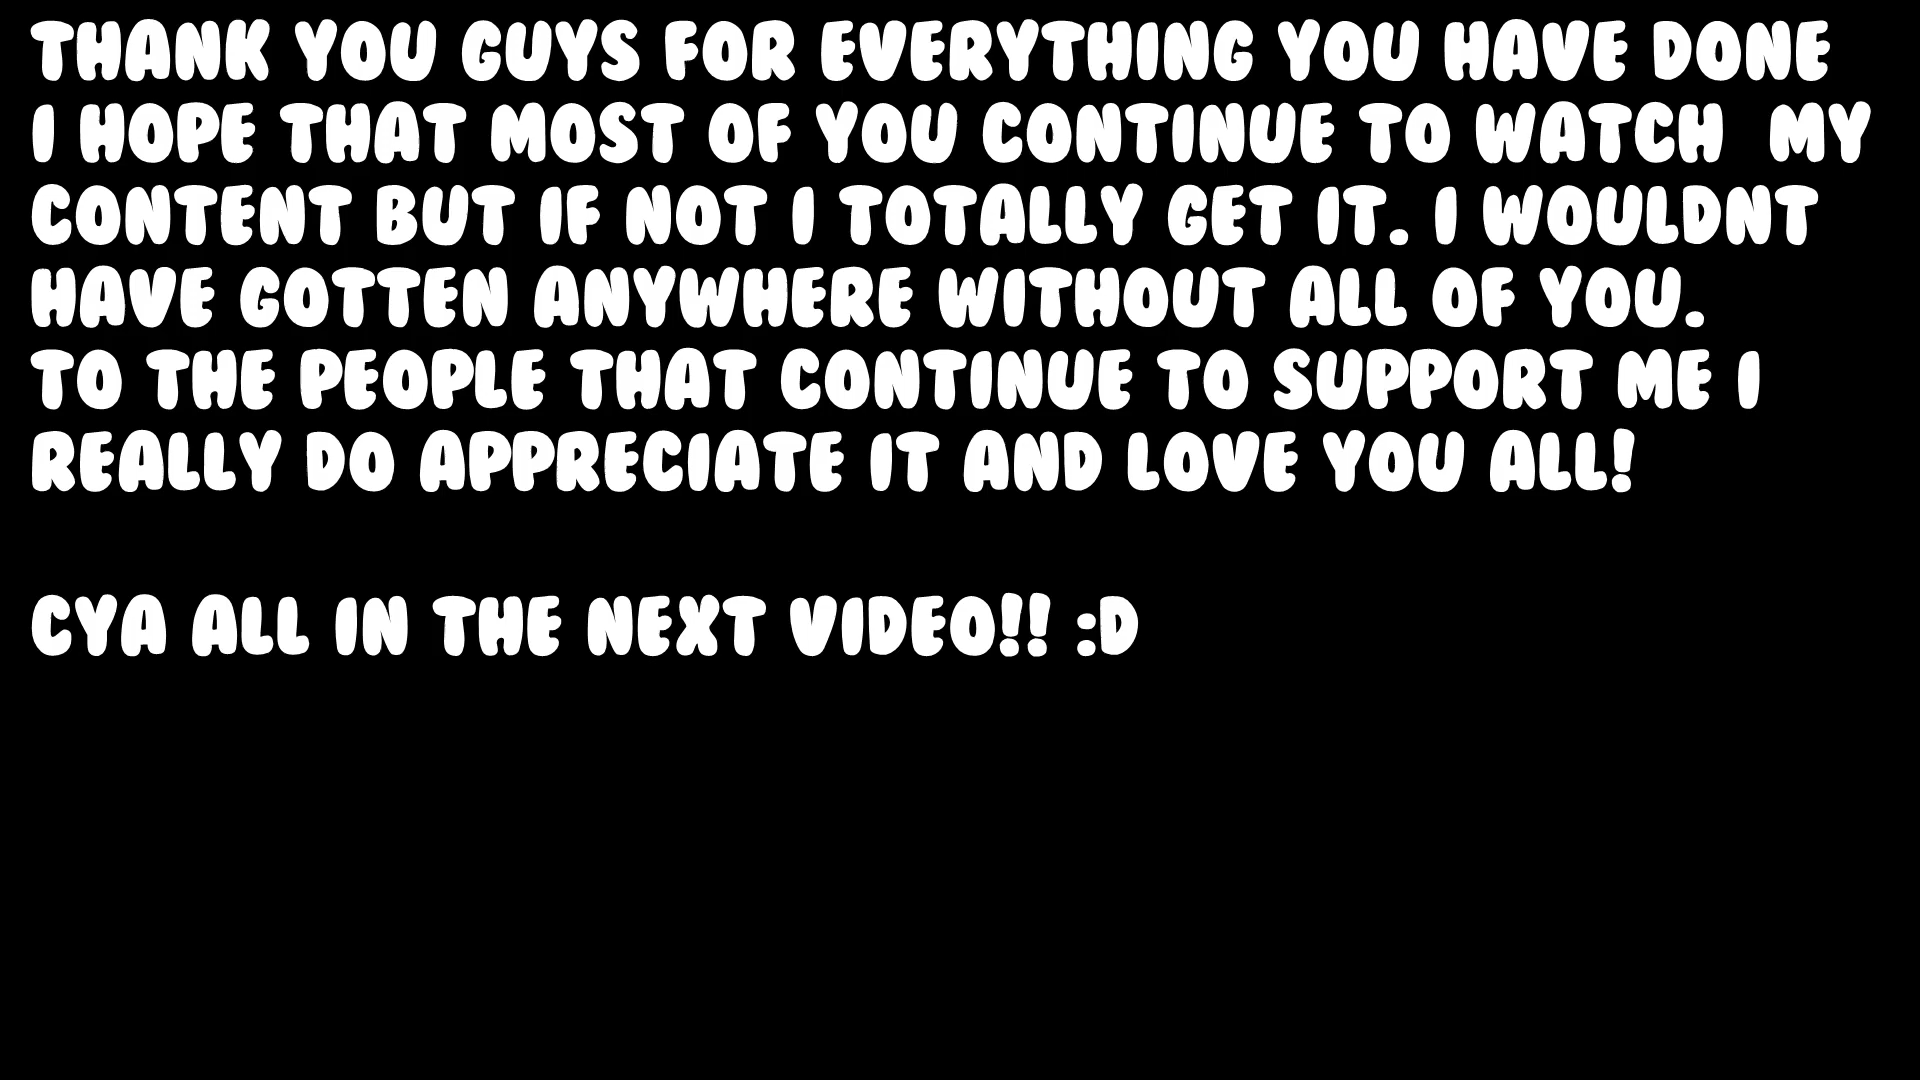 THANK YOU GUYS FOR EVERYTHING YOU HAVE DONE
I HOPE THAT MOST OF YOU CONTINUE TO WATCH  MY
CONTENT BUT IF NOT I TOTALLY GET IT. I WOULDNT
HAVE GOTTEN ANYWHERE WITHOUT ALL OF YOU.
TO THE PEOPLE THAT CONTINUE TO SUPPORT ME I
REALLY DO APPRECIATE IT AND LOVE YOU ALL!
CYA ALL IN THE NEXT VIDEO!! :D